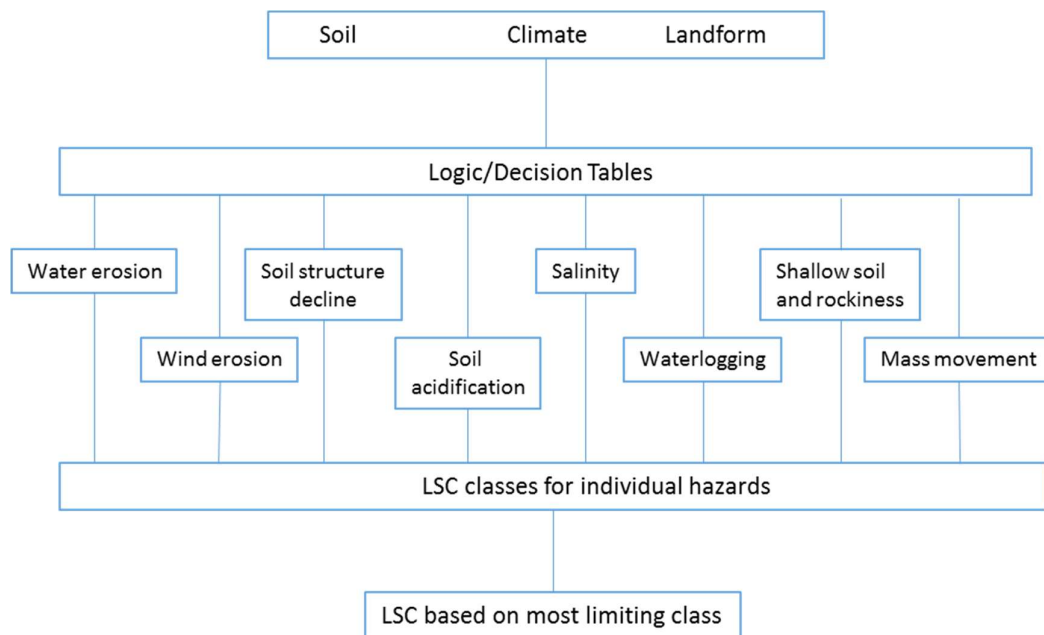 Soil Climate Landform
Logic/Decision Tables
Water erosion
Soil structure
decline
Salinity
Shallow soil
and rockiness
Wind erosion
Soil
acidification
Waterlogging
Mass movement
LSC classes for individual hazards
LSC based on most limiting class